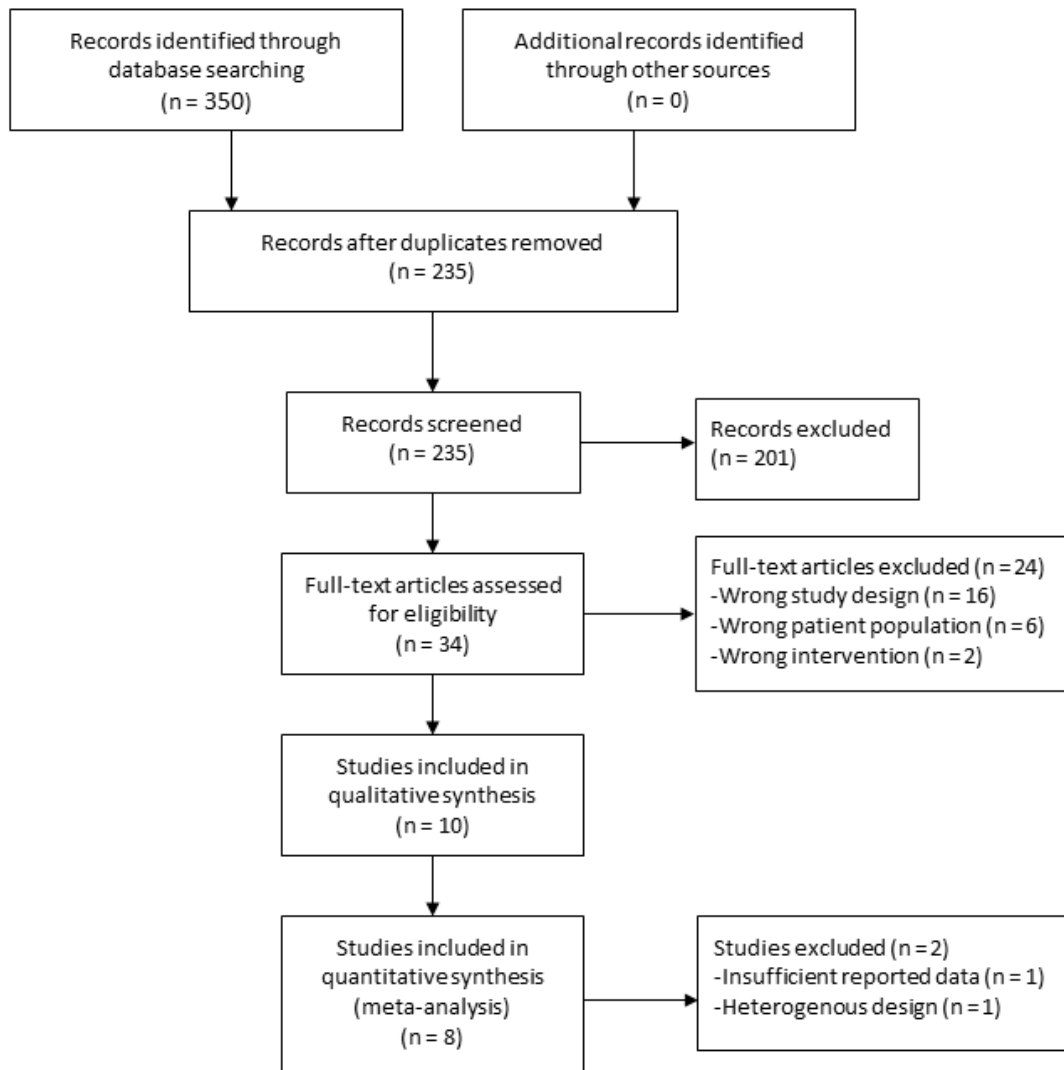 Records identified through
database searching
(n = 350)
Additional records identified
through other sources
(n = 0)
Records after duplicates removed
(n = 235)
Records screened
(n = 235)
Records excluded
(n = 201)
Full-text articles assessed
for eligibility
(n = 34)
Full-text articles excluded (n = 24)
-Wrong study design (n = 16)
-Wrong patient population (n = 6)
-Wrong intervention (n = 2)
Studies included in
qualitative synthesis
(n = 10)
Studies included in
quantitative synthesis
(meta-analysis)
(n = 8)
Studies excluded (n = 2)
-Insufficient reported data (n = 1)
-Heterogenous design (n = 1)